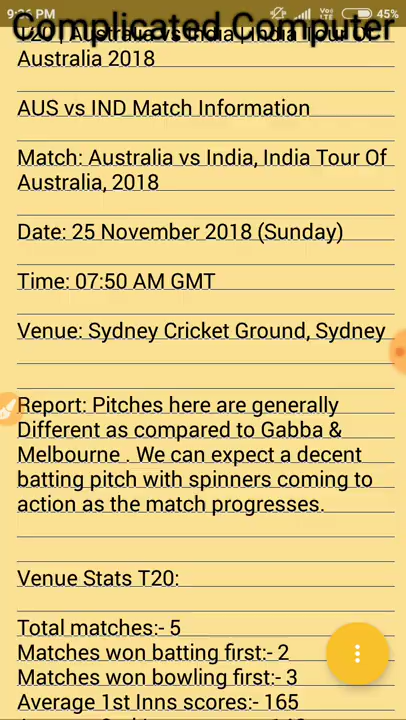 9:26 PM
45%
Complicated Computer
T20 | Australia vs India | India Tour Of
Australia 2018
AUS vs IND Match Information
Match: Australia vs India, India Tour Of
Australia, 2018
Date: 25 November 2018 (Sunday)
Time: 07:50 AM GMT
Venue: Sydney Cricket Ground, Sydney
Report: Pitches here are generally
Different as compared to Gabba &
Melbourne . We can expect a decent
batting pitch with spinners coming to
action as the match progresses.
Venue Stats T20:
Total matches:- 5
Matches won batting first:- 2
Matches won bowling first:- 3
Average 1st Inns scores:- 165